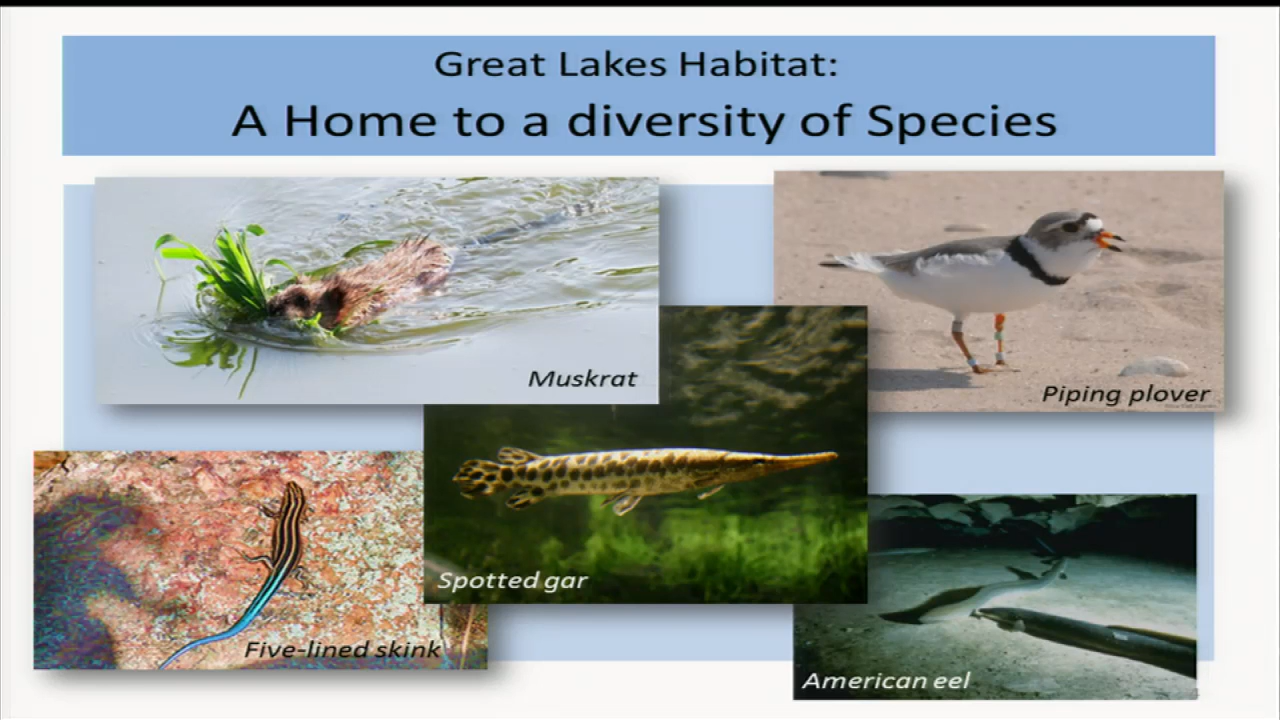 Great Lakes Habitat:
A Home to a diversity of Species
Muskrat
Piping plover
Spotted gar
Five-lined skink
American eel